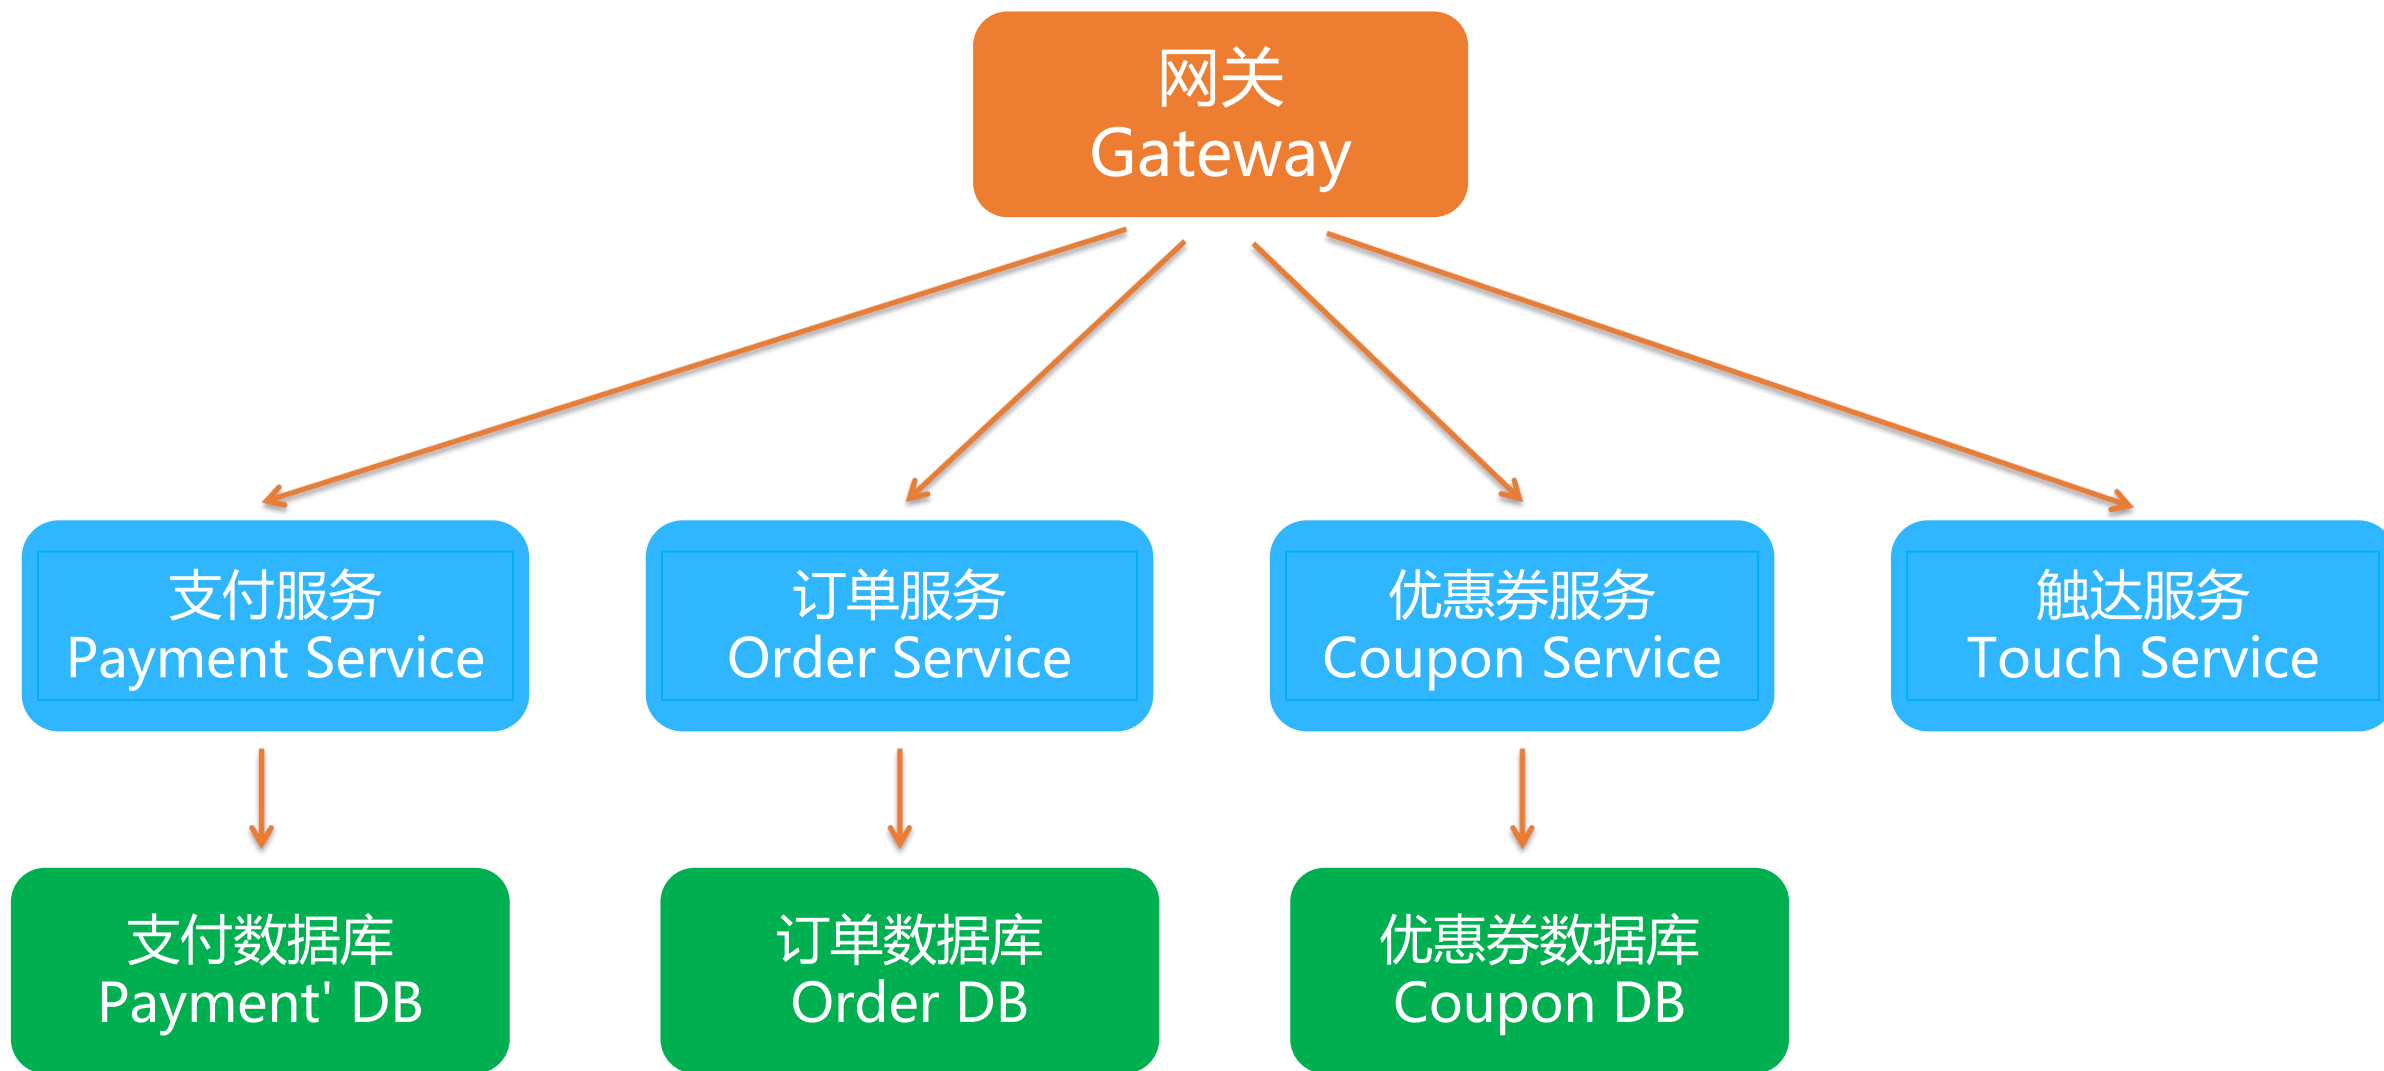 网关
Gateway
支付服务
Payment Service
订单服务
Order Service
优惠券服务
Coupon Service
触达服务
Touch Service
支付数据库
Payment' DB
订单数据库
Order DB
优惠券数据库
Coupon DB